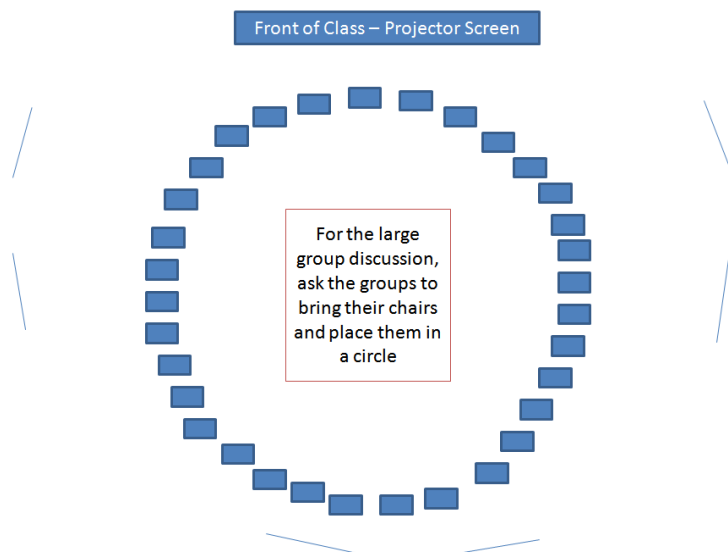 Front of Class – Projector Screen
For the large
group discussion,
ask the groups to
bring their chairs
and place them in
a circle